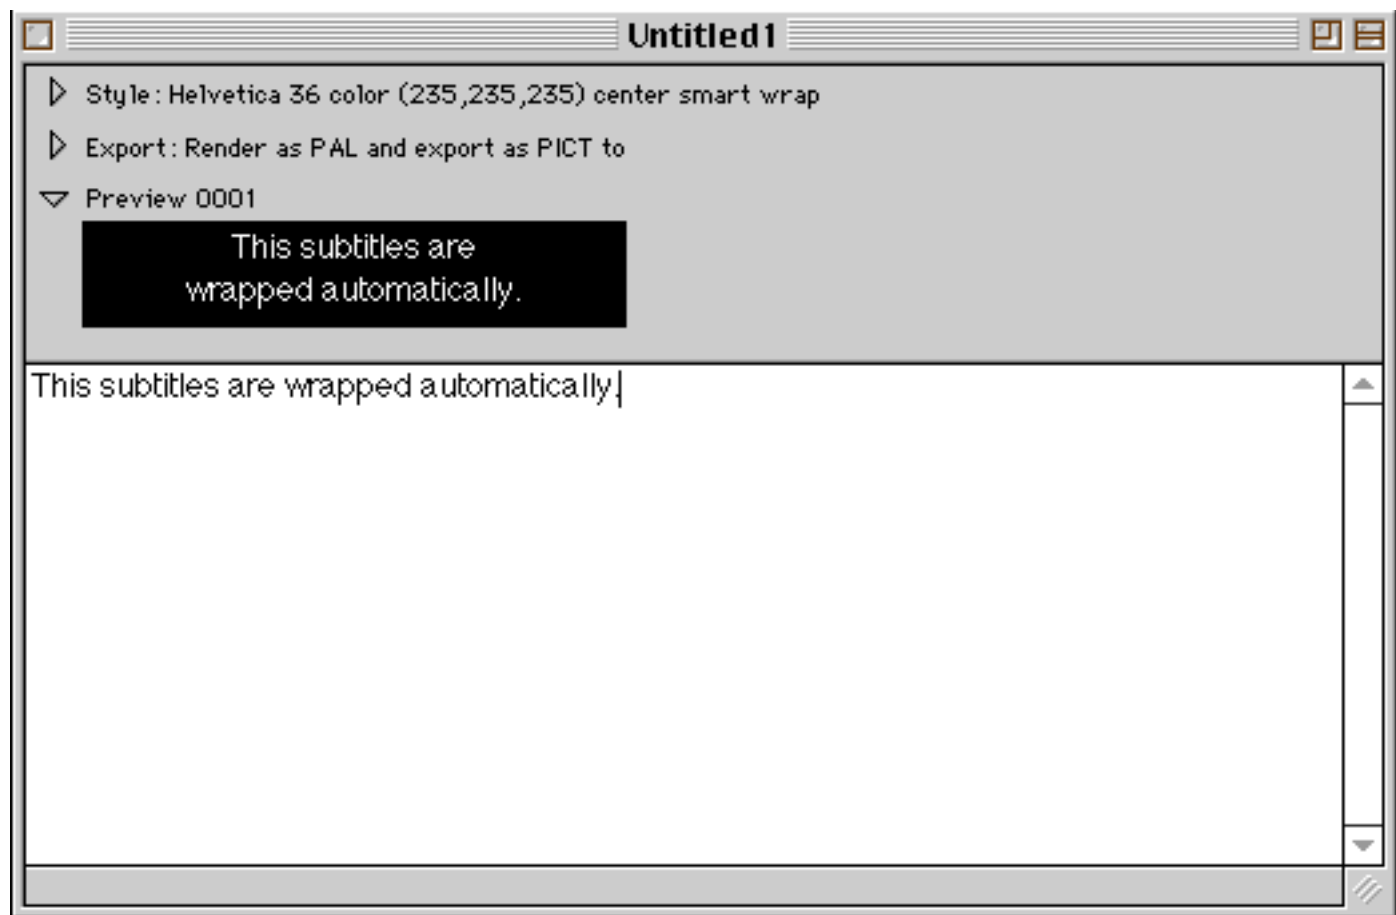 Untitled1
Style: Helvetica 36 color (235,235,235) center smart wrap
Export: Render as PAL and export as PICT to
Preview 0001
This subtitles are
wrapped automatically.
This subtitles are wrapped automatically.